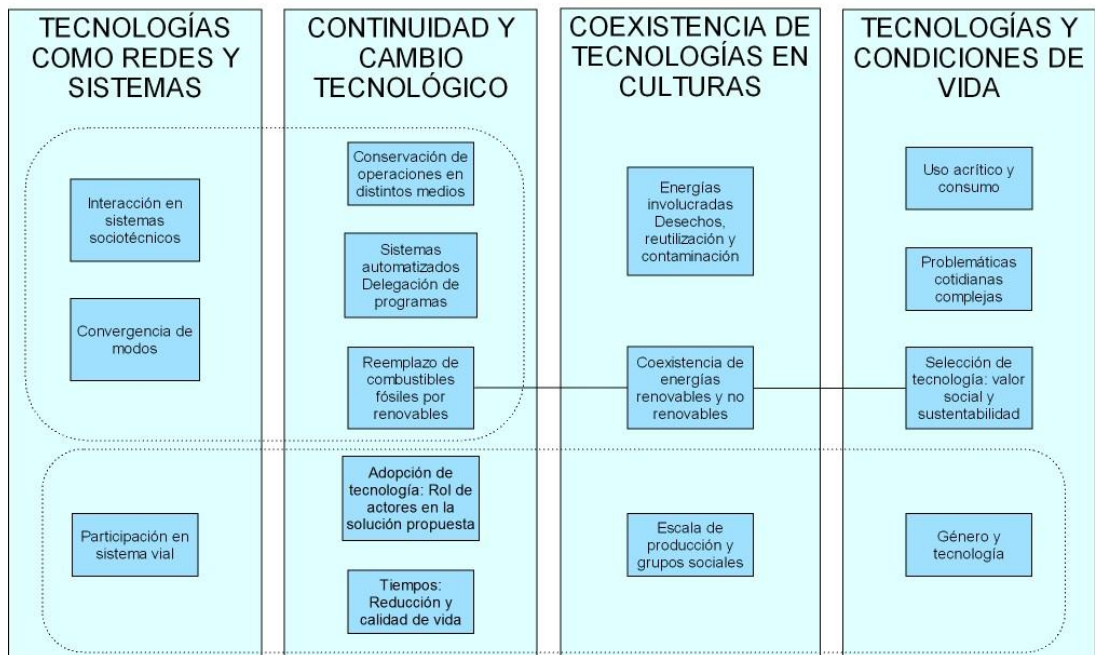 TECNOLOGÍAS
COMO REDES Y
SISTEMAS
Interacción en
sistemas
sociotécnicos
Convergencia de
modos
Participación en
sistema vial
CONTINUIDAD Y
CAMBIO
TECNOLÓGICO
Conservación de
operaciones en
distintos medios
Sistemas
automatizados
Delegación de
programas
Reemplazo de
combustibles
fósiles por
renovables
Adopción de
tecnología: Rol de
actores en la
solución propuesta
Tiempos:
Reducción y
calidad de vida
COEXISTENCIA DE
TECNOLOGÍAS EN
CULTURAS
Energías
involucradas
Desechos,
reutilización y
contaminación
Coexistencia de
energías
renovables y no
renovables
Escala de
producción y
grupos sociales
TECNOLOGÍAS Y
CONDICIONES DE
VIDA
Uso acrítico y
consumo
Problemáticas
cotidianas
complejas
Selección de
tecnología: valor
social y
sustentabilidad
Género y
tecnología